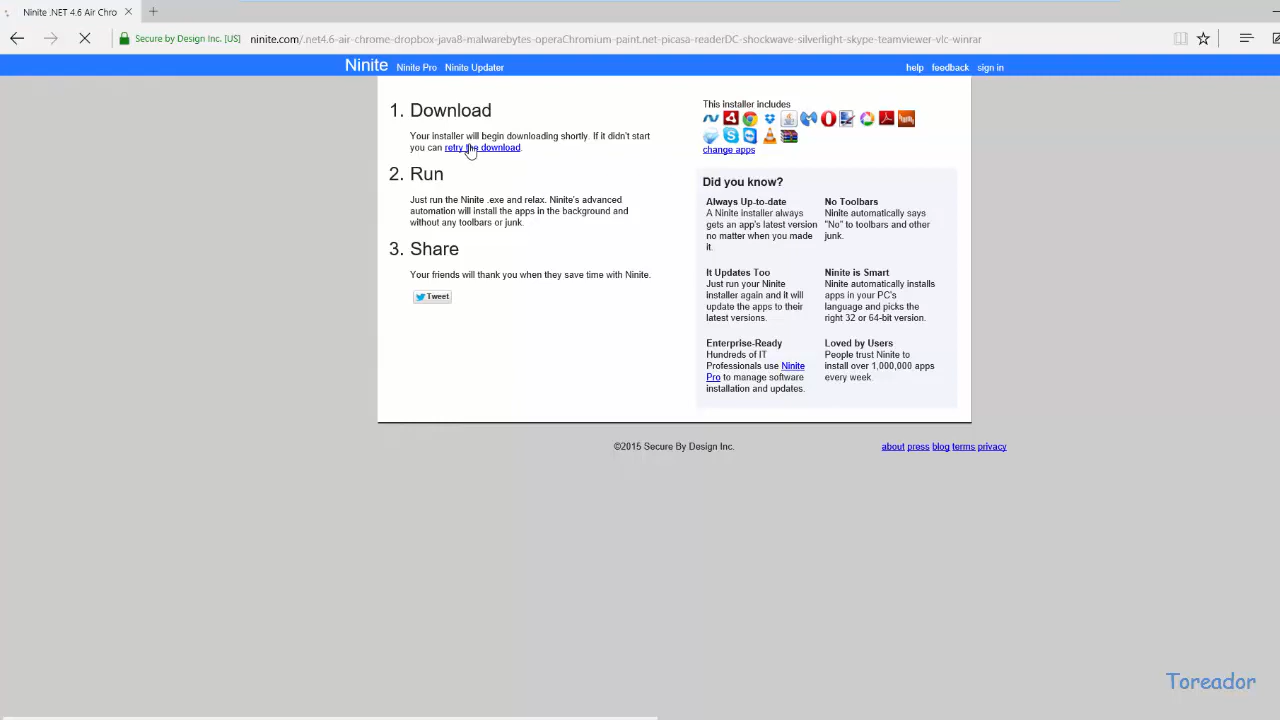 Ninite .NET 4.6 Air Chro
Secure by Design Inc. [US]
ninite.com/.net4.6-air-chrome-dropbox-java8-malwarebytes-operaChromium-paint.net-picasa-readerDC-shockwave-silverlight-skype-teamviewer-vlc-winrar
Ninite Ninite Pro Ninite Updater
help feedback sign in
1. Download
Your Installer will begin downloading shortly. If it didn't start
you can retry the download.
2. Run
Just run the Ninite .exe and relax. Ninite's advanced
automation will install the apps in the background and
without any toolbars or junk.
3. Share
Your friends will thank you when they save time with Ninite.
Tweet
This installer includes
change apps
Did you know?
Always Up-to-date
A Ninite installer always
gets an app's latest version
no matter when you made
it.
No Toolbars
Ninite automatically says
"No" to toolbars and other
junk.
It Updates Too
Just run your Ninite
installer again and it will
update the apps to their
latest versions.
Ninite is Smart
Ninite automatically installs
apps in your PC's
language and picks the
right 32 or 64-bit version.
Enterprise-Ready
Hundreds of IT
Professionals use Ninite
Pro to manage software
installation and updates.
Loved by Users
People trust Ninite to
install over 1,000,000 apps
every week.
©2015 Secure By Design Inc.
about press blog terms privacy
Toreador